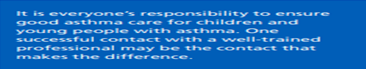 It is everyone's responsibility to ensure
good asthma care for children and
young people with asthma. One
successful contact with a well-trained
professional may be the contact that
makes the difference.